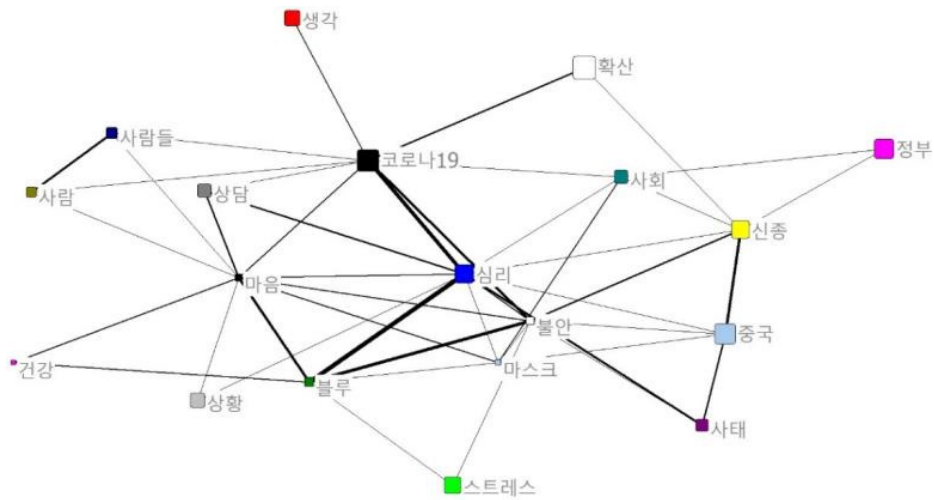 생각
확산
사람들
코로나19
정부
사회
사람
상담
신종
심리
마음
불안
중국
건강
마스크
블루
상황
사태
스트레스